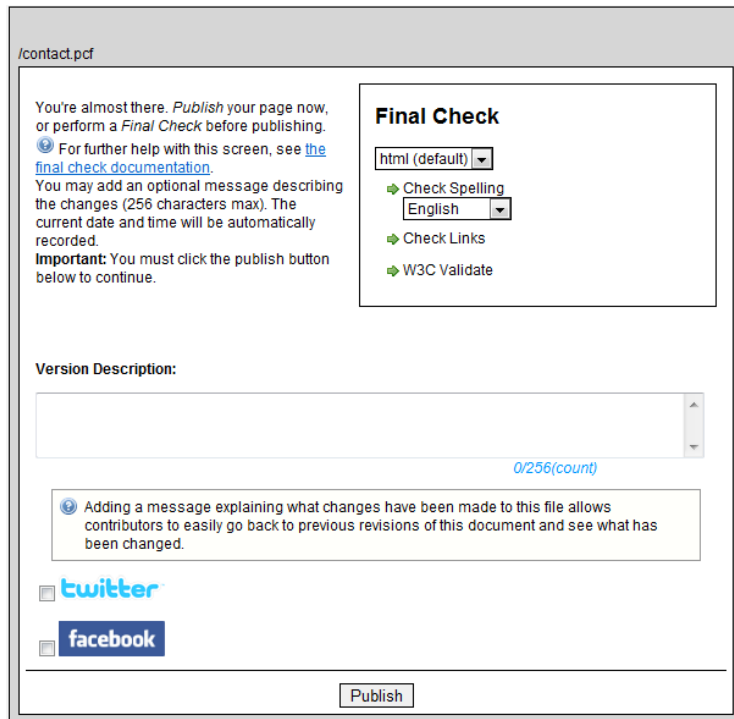 /contact.pcf
You're almost there. Publish your page now,
or perform a Final Check before publishing.
For further help with this screen, see the
final check documentation.
You may add an optional message describing
the changes (256 characters max). The
current date and time will be automatically
recorded.
Important: You must click the publish button
below to continue.
Final Check
html (default)
Check Spelling
English
Check Links
W3C Validate
Version Description:
0/256(count)
Adding a message explaining what changes have been made to this file allows
contributors to easily go back to previous revisions of this document and see what has
been changed.
twitter
facebook
Publish